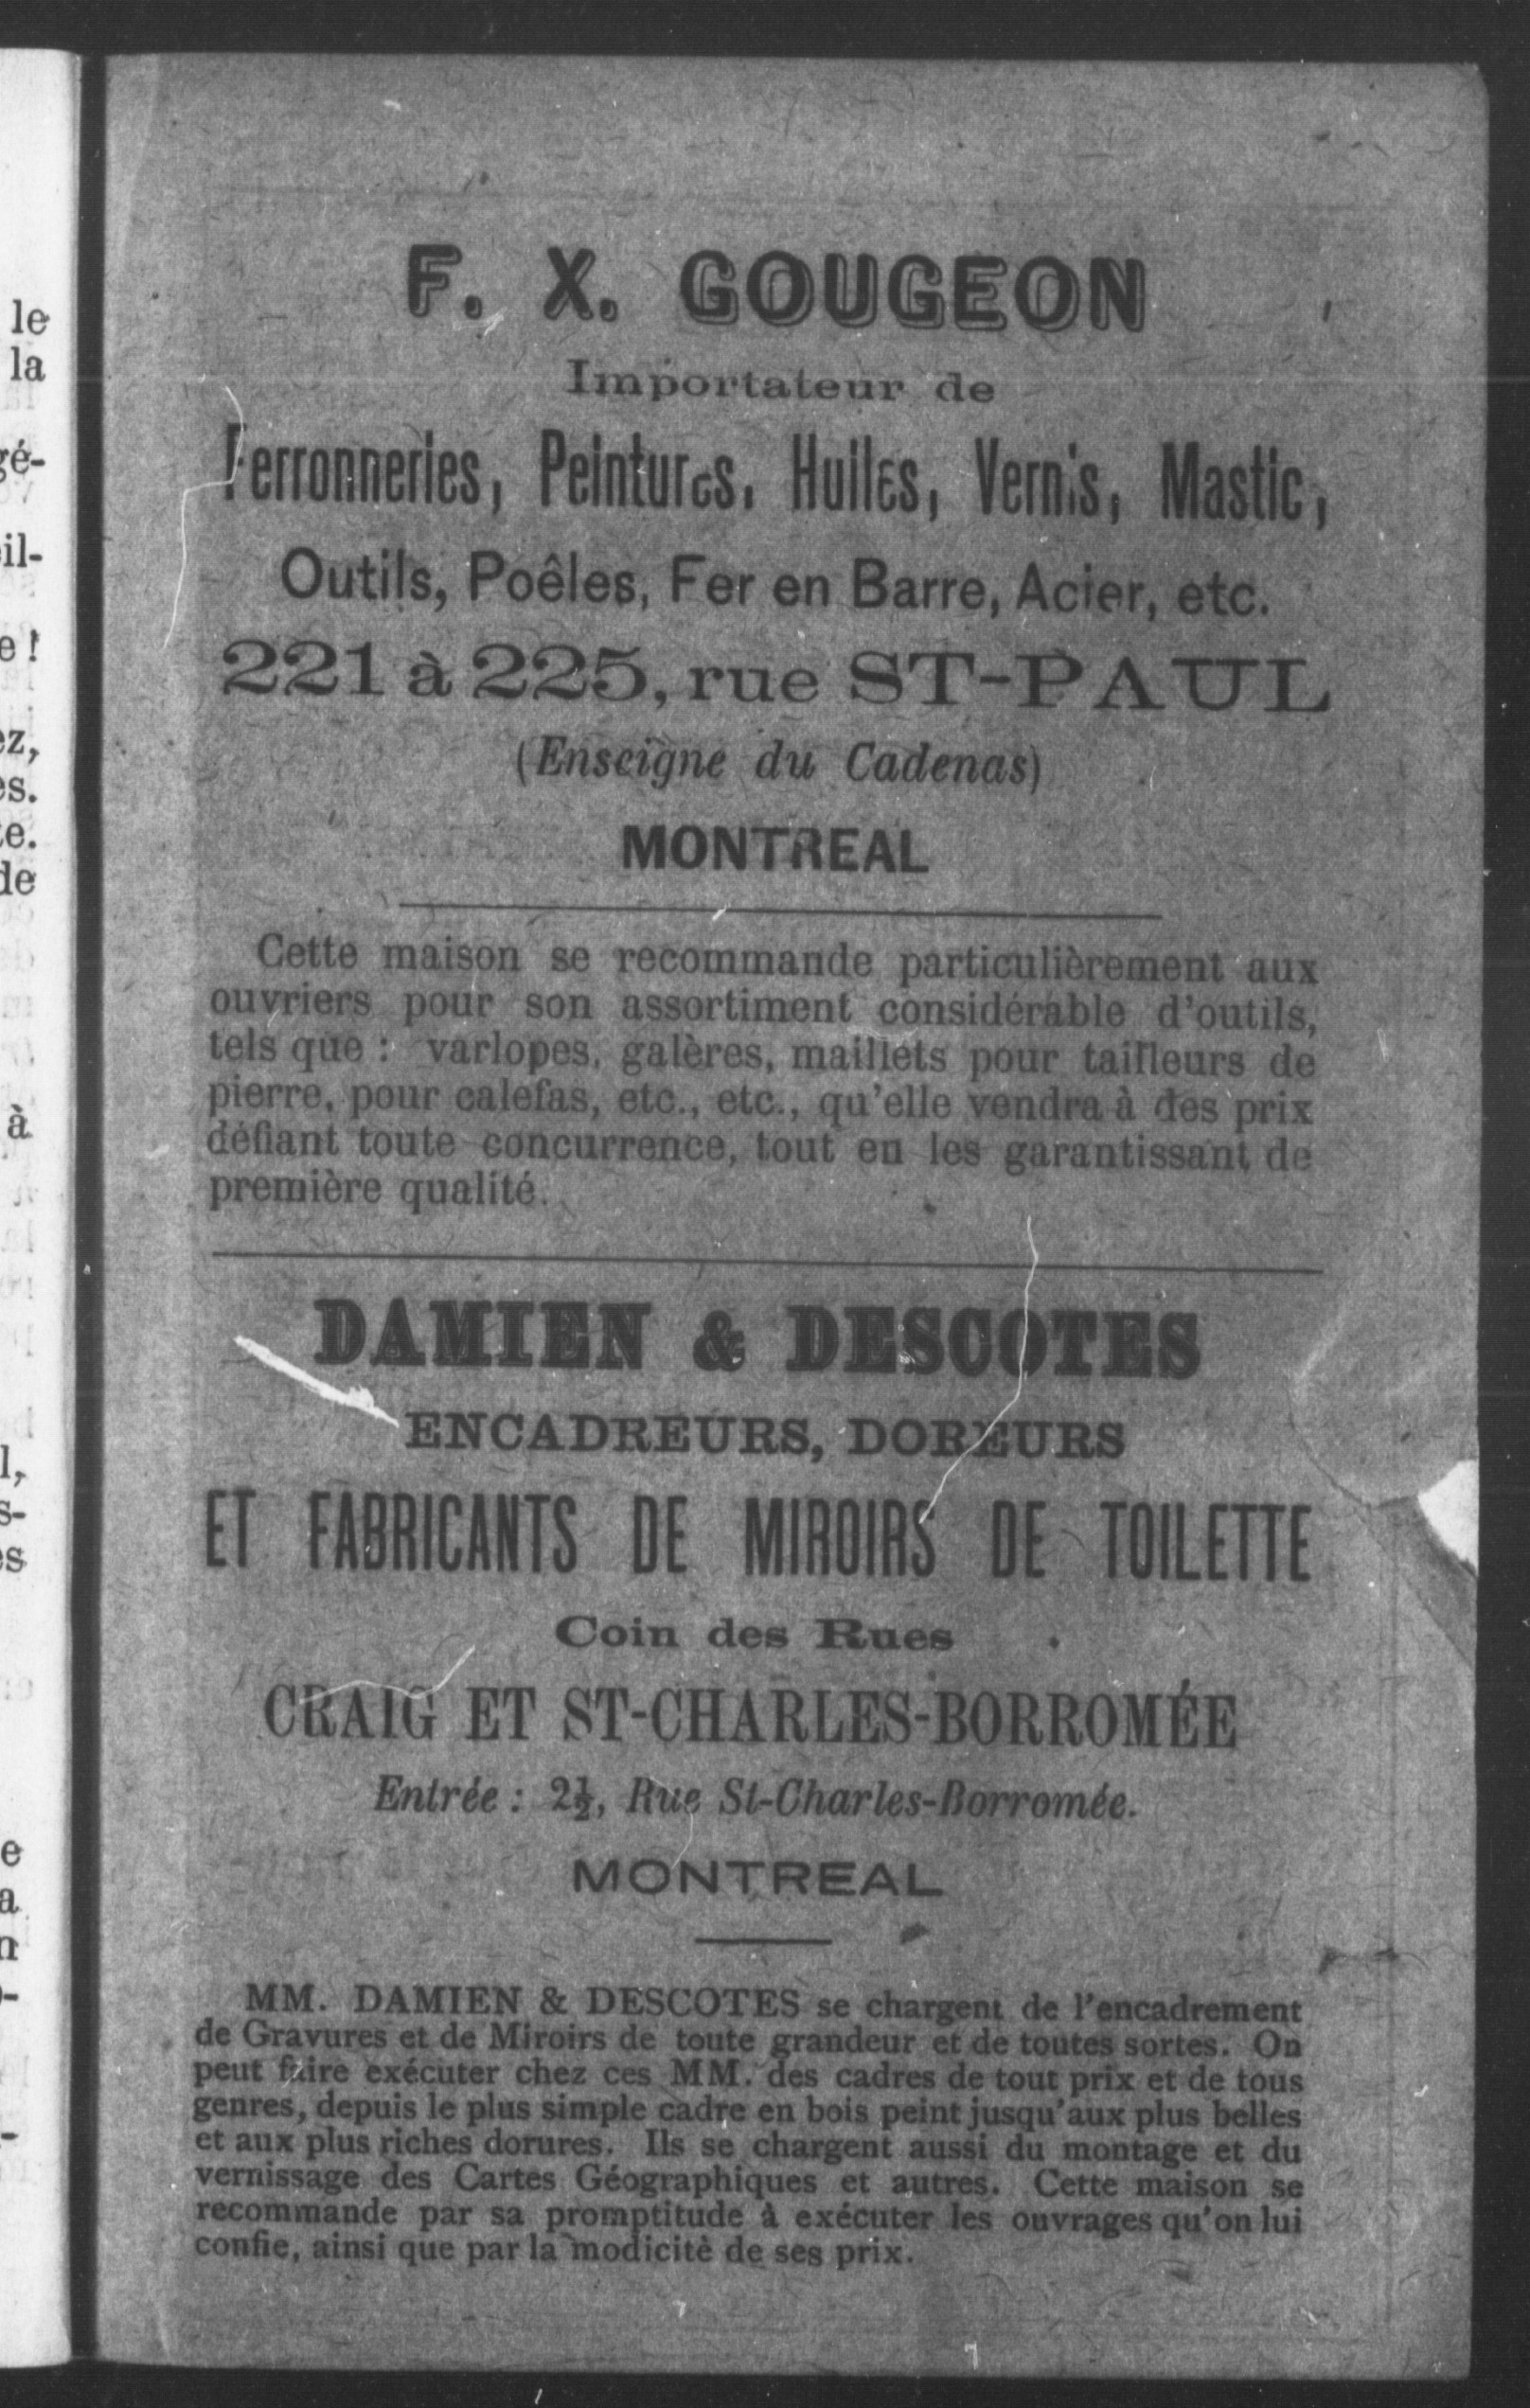 F. X. GOUGEON
Importateur de
Ferronneries, Peintures, Huiles, Vernis, Mastic,
Outils, Poêles, Fer en Barre, Acier, etc.
221 à 225, rue ST-PAUL
(Enseigne du Cadenas)
MONTREAL
Cette maison se recommande particulièrement aux
ouvriers pour son assortiment considérable d'outils,
tels que : varlopes, galères, maillets pour tailleurs de
pierre, pour calefas, etc., etc., qu'elle vendra à des prix
défiant toute concurrence, tout en les garantissant de
première qualité.
DAMIEN & DESCOTES
ENCADREURS, DOREURS
ET FABRICANTS DE MIROIRS DE TOILETTE
Coin des Rues
CRAIG ET ST-CHARLES-BORROMÉE
Entrée : 2½, Rue St-Charles-Borromée.
MONTREAL
MM. DAMIEN & DESCOTES se chargent de l'encadrement
de Gravures et de Miroirs de toute grandeur et de toutes sortes. On
peut faire exécuter chez ces MM. des cadres de tout prix et de tous
genres, depuis le plus simple cadre en bois peint jusqu'aux plus belles
et aux plus riches dorures. Ils se chargent aussi du montage et du
vernissage des Cartes Géographiques et autres. Cette maison se
recommande par sa promptitude à exécuter les ouvrages qu'on lui
confie, ainsi que par la modicitè de ses prix.